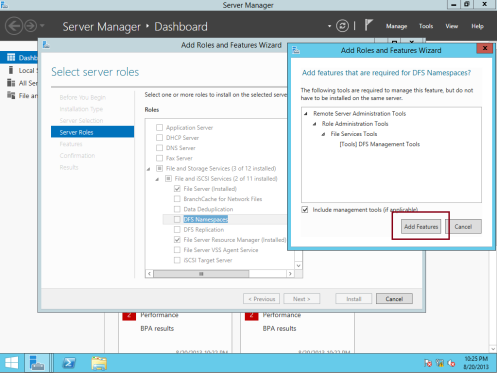 Server Manager
Server Manager • Dashboard
Manage Tools View Help
Dashb
Local S
All Ser
File an
Add Roles and Features Wizard
Select server roles
Before You Begin
Installation Type
Server Selection
Server Roles
Features
Confirmation
Results
Select one or more roles to install on the selected serve
Roles
Application Server
DHCP Server
DNS Server
Fax Server
File and Storage Services (3 of 12 installed)
File and iSCSI Services (2 of 11 installed)
File Server (Installed)
BranchCache for Network Files
Data Deduplication
DFS Namespaces
DFS Replication
File Server Resource Manager (Installed)
File Server VSS Agent Service
iSCSI Target Server
< Previous Next > Install Cancel
Add Roles and Features Wizard
Add features that are required for DFS Namespaces?
The following tools are required to manage this feature, but do not
have to be installed on the same server.
Remote Server Administration Tools
Role Administration Tools
File Services Tools
[Tools] DFS Management Tools
Include management tools (if applicable)
Add Features Cancel
2 Performance
BPA results
2 Performance
BPA results
8/20/2013 10:22 PM
8/20/2013 10:22 PM
10:25 PM
8/20/2013